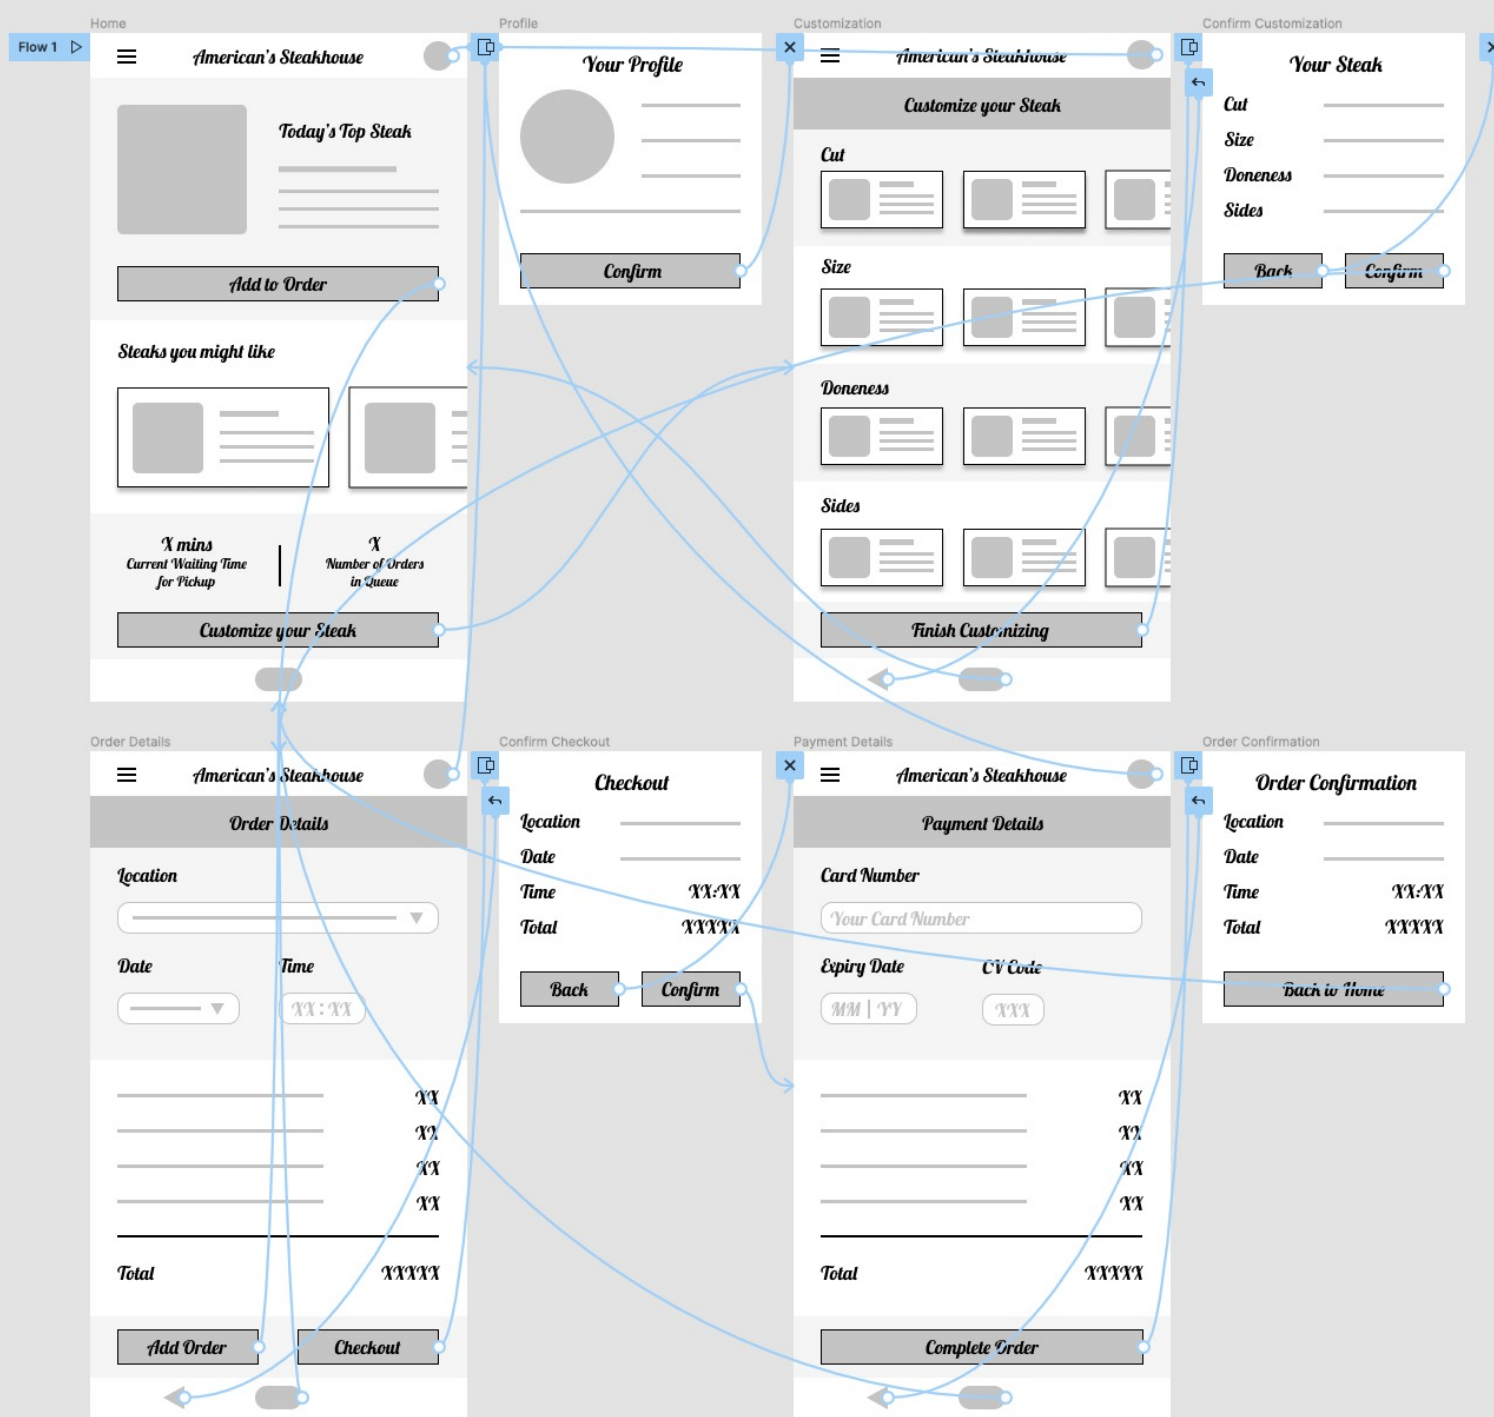 Home
Flow 1
American's Steakhouse
Today's Top Steak
Add to Order
Steaks you might like
X mins
Current Waiting Time
for Pickup
X
Number of Orders
in Queue
Customize your Steak
Profile
Your Profile
Confirm
Customization
American's Steakhouse
Customize your Steak
Cut
Size
Doneness
Sides
Finish Customizing
Confirm Customization
Your Steak
Cut
Size
Doneness
Sides
Back Confirm
Order Details
American's Steakhouse
Order Details
Location
Date Time
XX : XX
XX
XX
XX
XX
Total XXXXX
Add Order Checkout
Confirm Checkout
Checkout
Location
Date
Time XX:XX
Total XXXXX
Back Confirm
Payment Details
American's Steakhouse
Payment Details
Card Number
Your Card Number
Expiry Date CV Code
MM | YY XXX
XX
XX
XX
XX
Total XXXXX
Complete Order
Order Confirmation
Order Confirmation
Location
Date
Time XX:XX
Total XXXXX
Back to Home